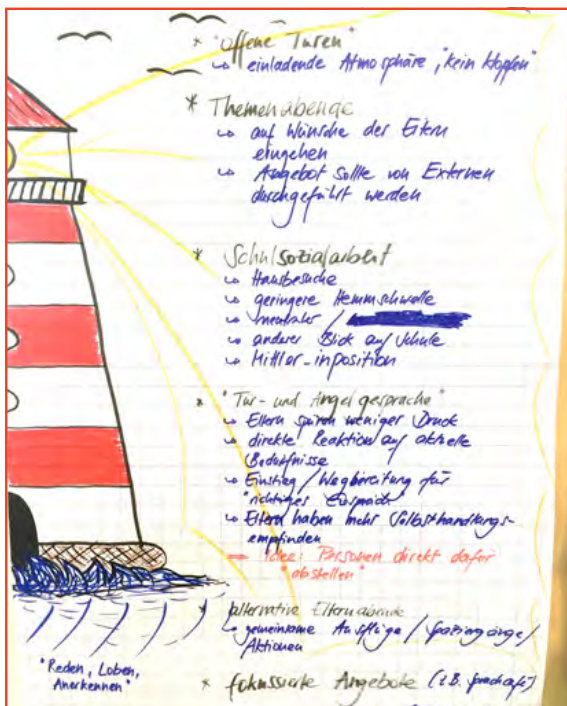 * "Offene Türen"
↳ einladende Atmosphäre, "kein Klopfen"
* Themenabende
↳ auf Wünsche der Eltern
eingehen
↳ Angebot sollte von Externen
durchgeführt werden
* Schulsozialarbeit
↳ Hausbesuche
↳ geringere Hemmschwelle
↳ neutraler /
↳ anderer Blick auf Schule
↳ Mittler_inposition
* "Tür- und Angelgespräche"
↳ Eltern spüren weniger Druck
↳ direkte Reaktion auf aktuelle
Bedürfnisse
↳ Einstieg / Wegbereitung für
"richtiges Gespräch"
↳ Eltern haben mehr Selbsthandlungs-
empfinden
⇒ Idee: Personen direkt dafür
"abstellen"
* alternative Elternabende
↳ gemeinsame Ausflüge / Spaziergänge /
Aktionen
"Reden, Loben,
Anerkennen"
* fokussierte Angebote (z.B. Sprachcafé)